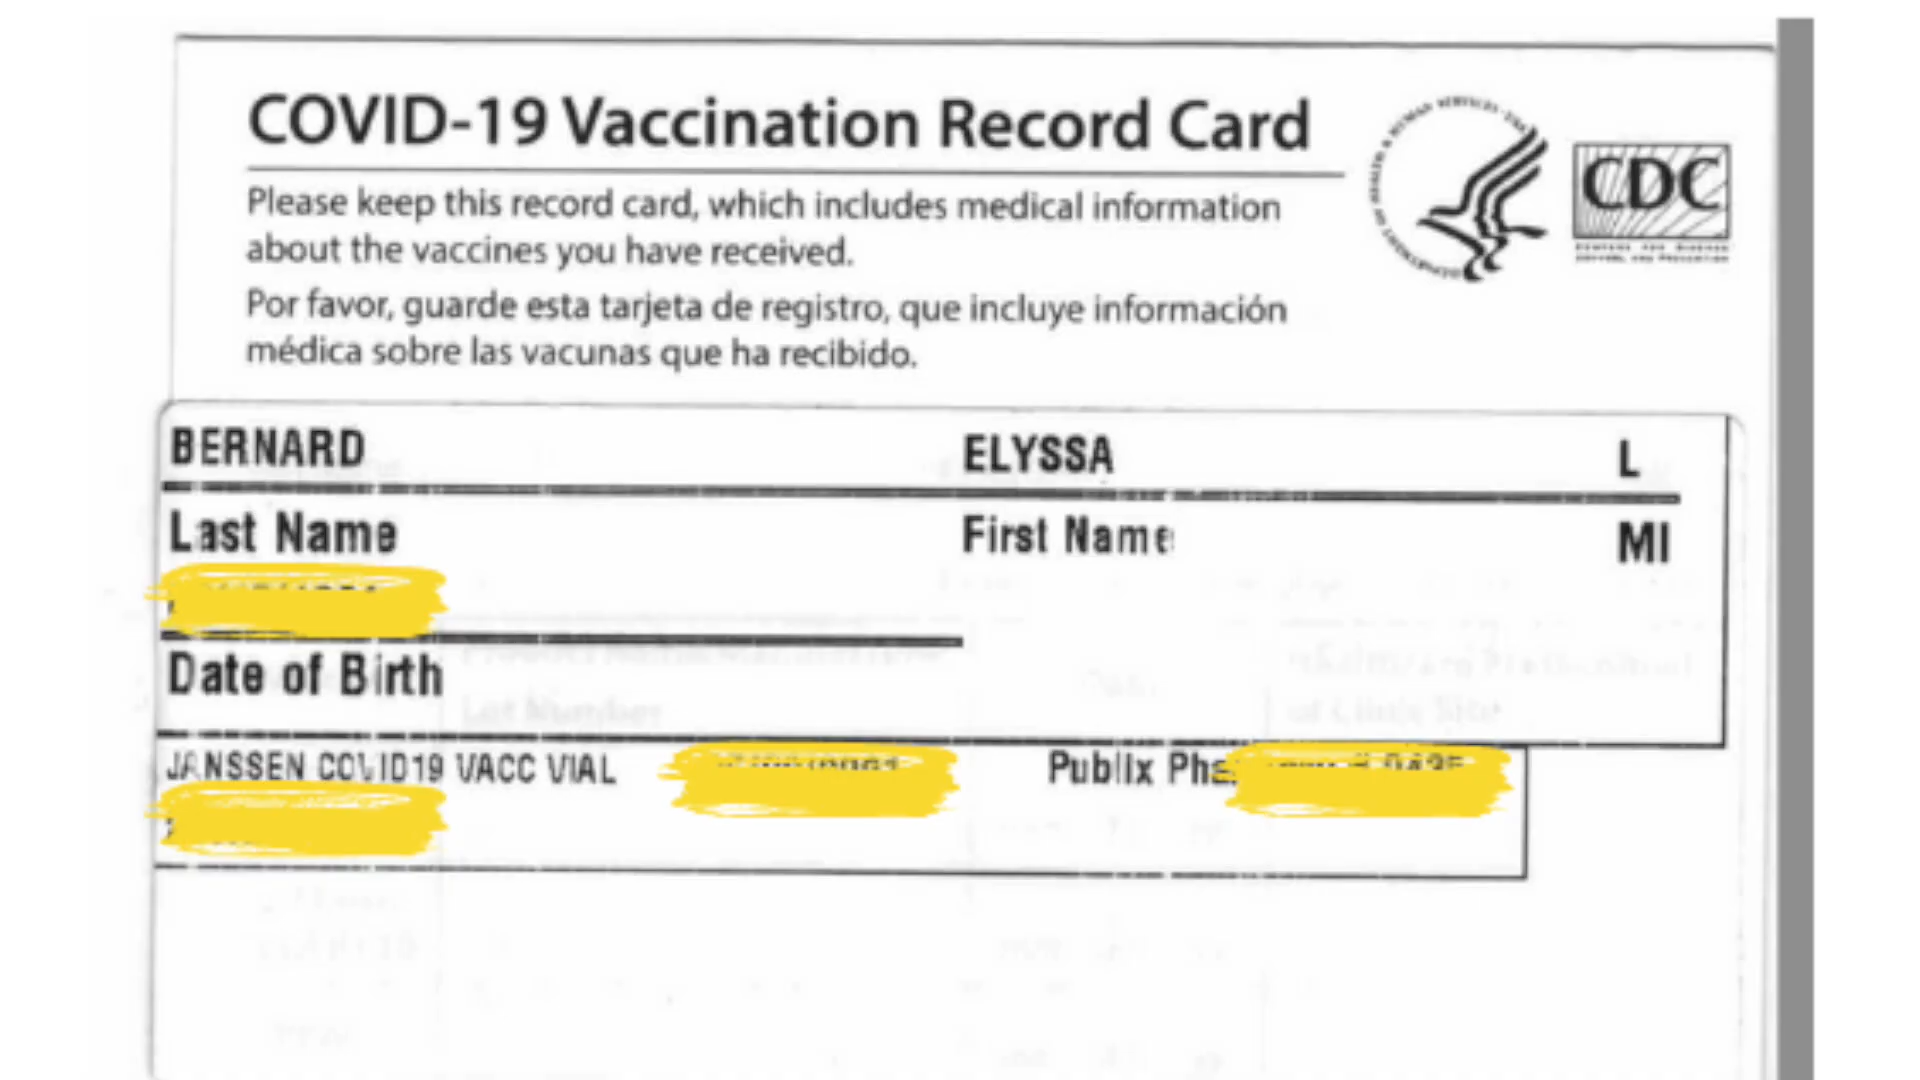 COVID-19 Vaccination Record Card
CDC
Please keep this record card, which includes medical information
about the vaccines you have received.
Por favor, guarde esta tarjeta de registro, que incluye información
médica sobre las vacunas que ha recibido.
BERNARD ELYSSA L
Last Name First Name MI
Date of Birth
Lot Number
JANSSEN COVID19 VACC VIAL Publix